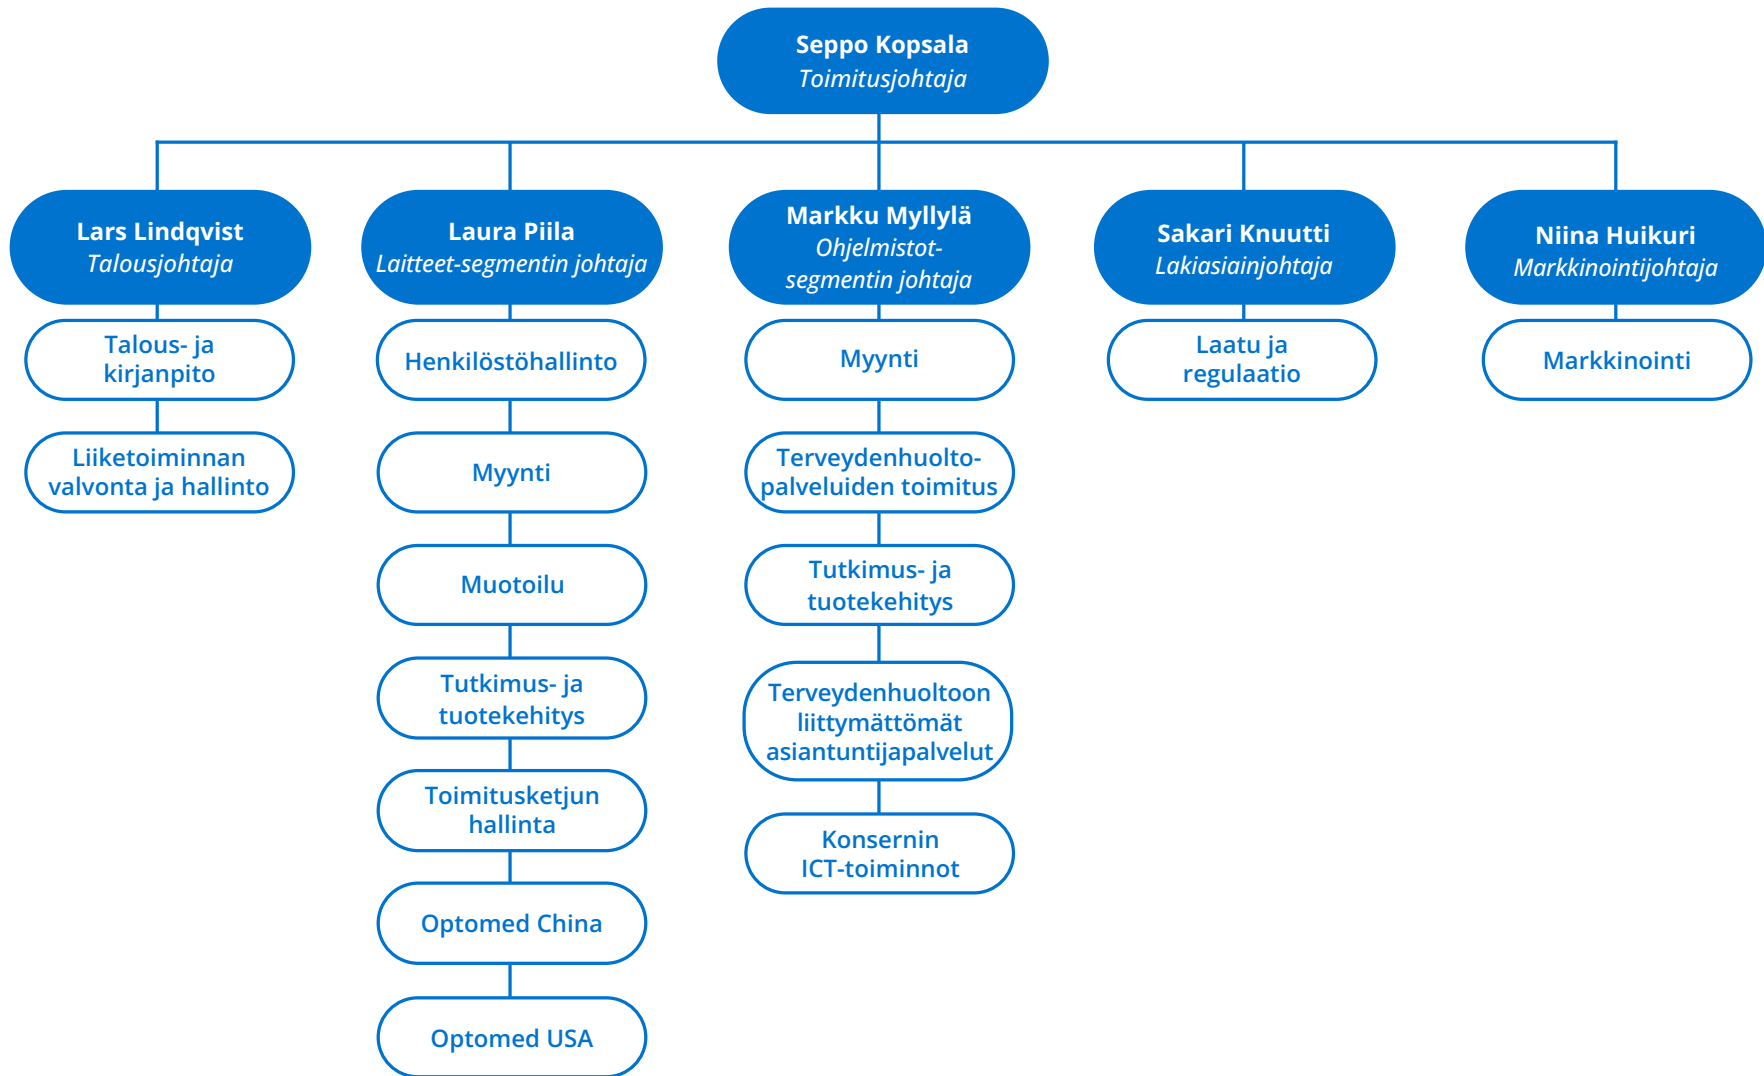 Seppo Kopsala
Toimitusjohtaja
Lars Lindqvist
Talousjohtaja
Talous- ja
kirjanpito
Liiketoiminnan
valvonta ja hallinto
Laura Piila
Laitteet-segmentin johtaja
Henkilöstöhallinto
Myynti
Muotoilu
Tutkimus- ja
tuotekehitys
Toimitusketjun
hallinta
Optomed China
Optomed USA
Markku Myllylä
Ohjelmistot-
segmentin johtaja
Myynti
Terveydenhuolto-
palveluiden toimitus
Tutkimus- ja
tuotekehitys
Terveydenhuoltoon
liittymättömät
asiantuntijapalvelut
Konsernin
ICT-toiminnot
Sakari Knuutti
Lakiasiainjohtaja
Laatu ja
regulaatio
Niina Huikuri
Markkinointijohtaja
Markkinointi